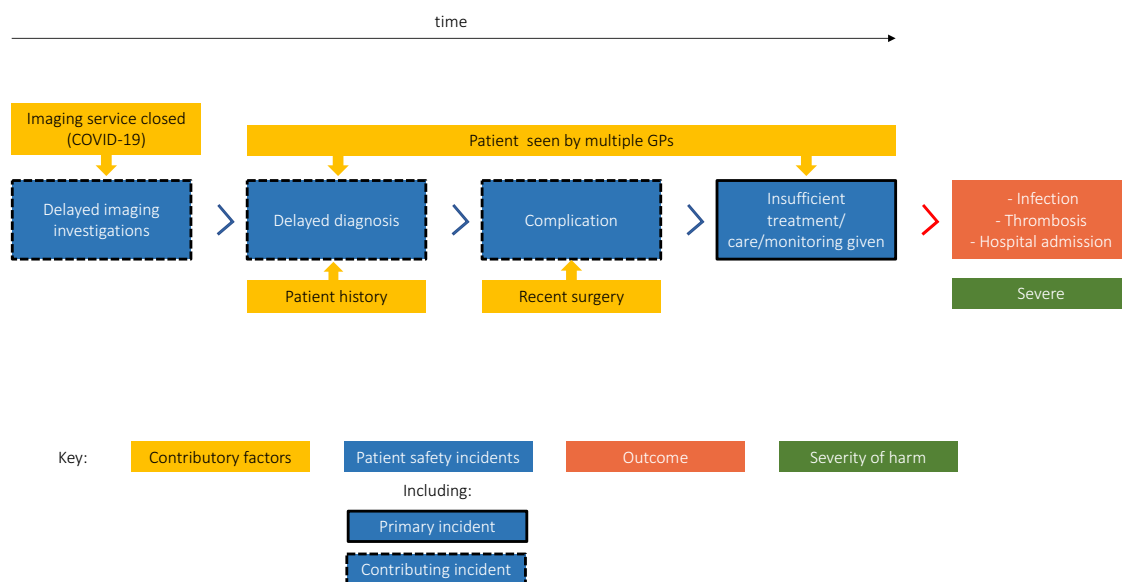 time
Imaging service closed
(COVID-19)
Patient seen by multiple GPs
Delayed imaging
investigations
Delayed diagnosis
Complication
Insufficient
treatment/
care/monitoring given
- Infection
- Thrombosis
- Hospital admission
Patient history
Recent surgery
Severe
Key:
Contributory factors
Patient safety incidents
Outcome
Severity of harm
Including:
Primary incident
Contributing incident